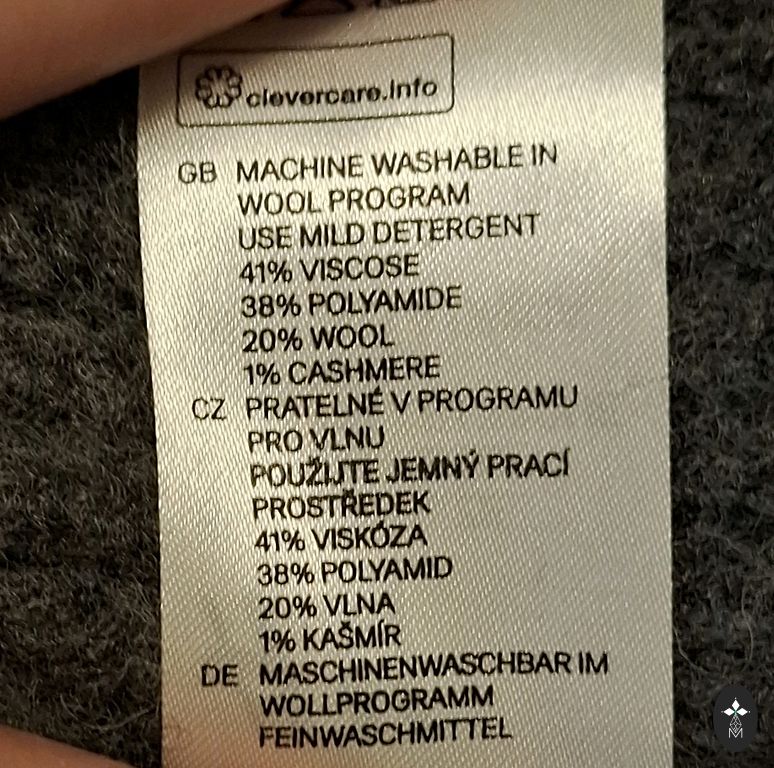 clevercare.info
GB MACHINE WASHABLE IN
WOOL PROGRAM
USE MILD DETERGENT
41% VISCOSE
38% POLYAMIDE
20% WOOL
1% CASHMERE
CZ PRATELNÉ V PROGRAMU
PRO VLNU
POUŽIJTE JEMNÝ PRACÍ
PROSTŘEDEK
41% VISKÓZA
38% POLYAMID
20% VLNA
1% KAŠMÍR
DE MASCHINENWASCHBAR IM
WOLLPROGRAMM
FEINWASCHMITTEL
M